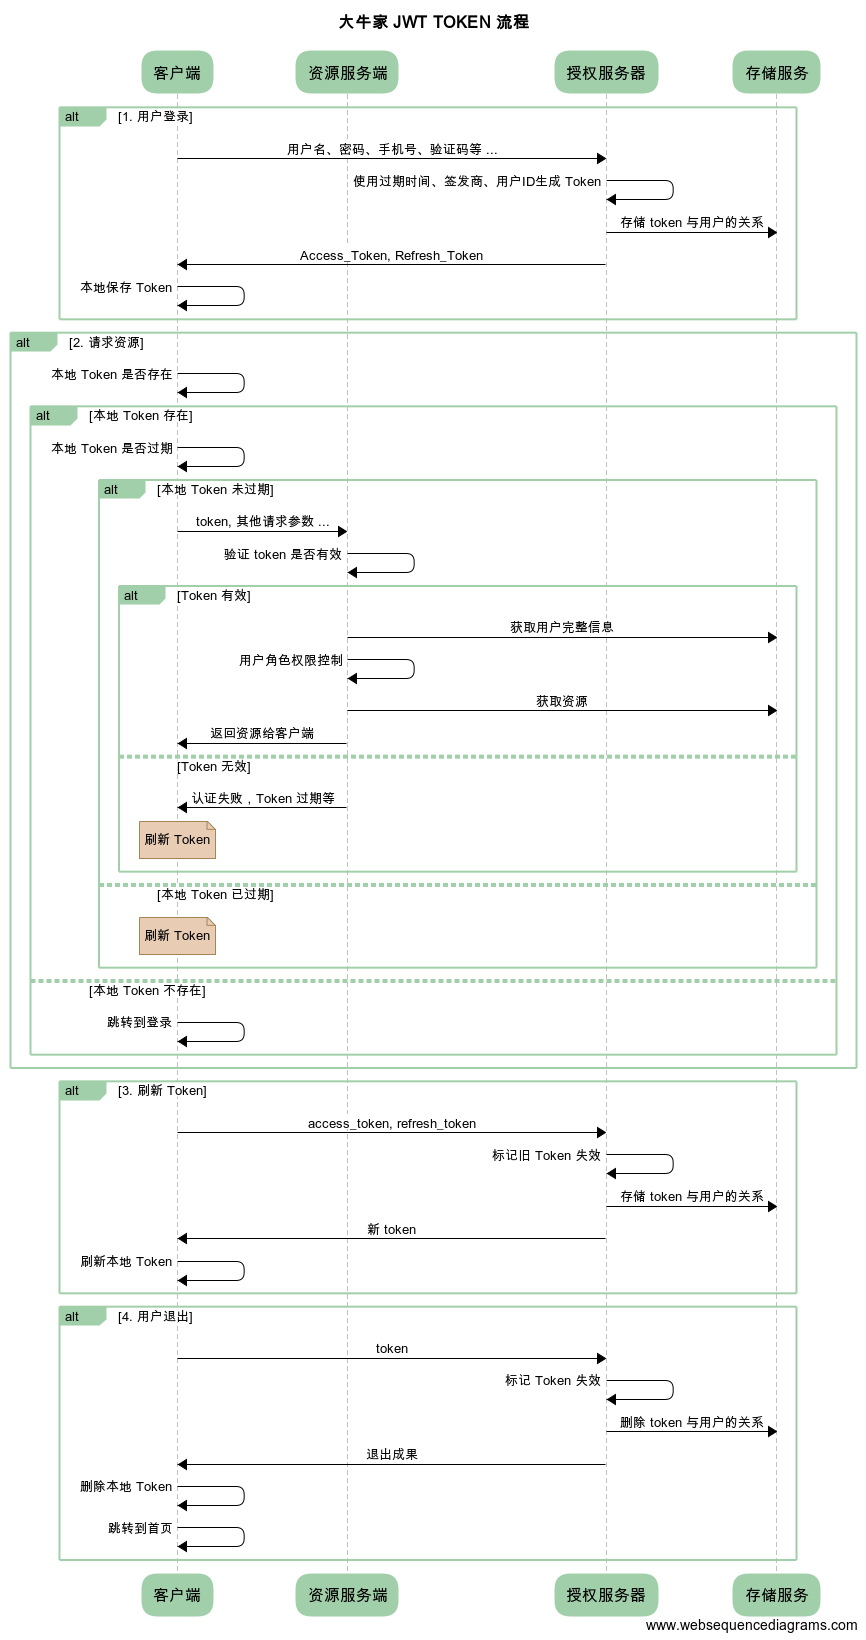 大牛家 JWT TOKEN 流程
客户端 资源服务端 授权服务器 存储服务
alt [1. 用户登录]
用户名、密码、手机号、验证码等 ...
使用过期时间、签发商、用户ID生成 Token
存储 token 与用户的关系
Access_Token, Refresh_Token
本地保存 Token
alt [2. 请求资源]
本地 Token 是否存在
alt [本地 Token 存在]
本地 Token 是否过期
alt [本地 Token 未过期]
token, 其他请求参数 ...
验证 token 是否有效
alt [Token 有效]
获取用户完整信息
用户角色权限控制
获取资源
返回资源给客户端
[Token 无效]
认证失败，Token 过期等
刷新 Token
[本地 Token 已过期]
刷新 Token
[本地 Token 不存在]
跳转到登录
alt [3. 刷新 Token]
access_token, refresh_token
标记旧 Token 失效
存储 token 与用户的关系
新 token
刷新本地 Token
alt [4. 用户退出]
token
标记 Token 失效
删除 token 与用户的关系
退出成果
删除本地 Token
跳转到首页
客户端 资源服务端 授权服务器 存储服务
www.websequencediagrams.com